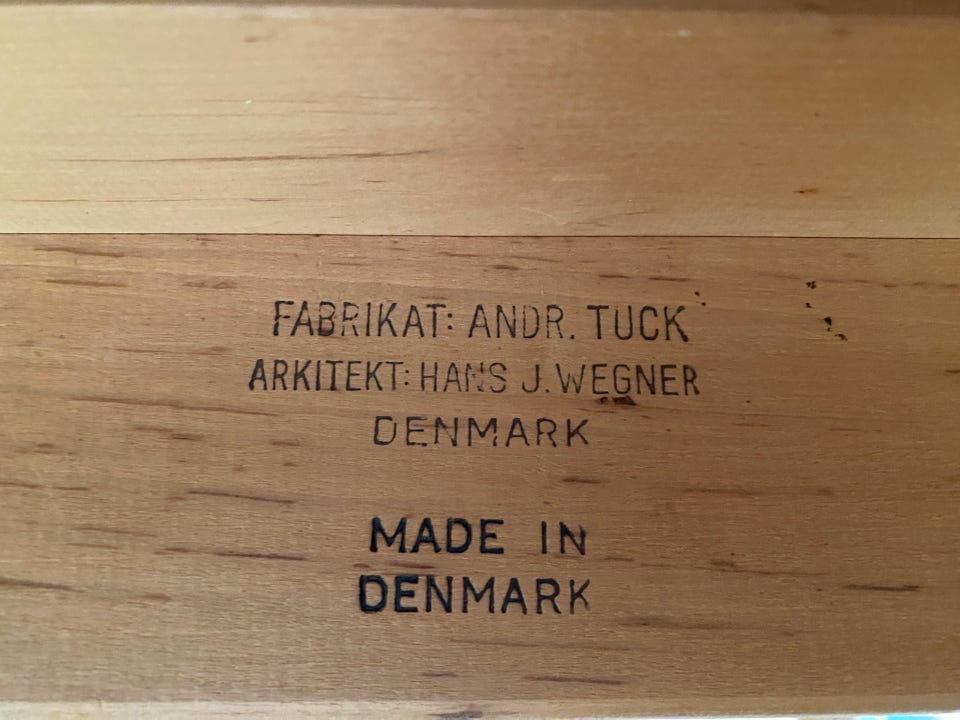 FABRIKAT: ANDR. TUCK
ARKITEKT: HANS J. WEGNER
DENMARK
MADE IN
DENMARK